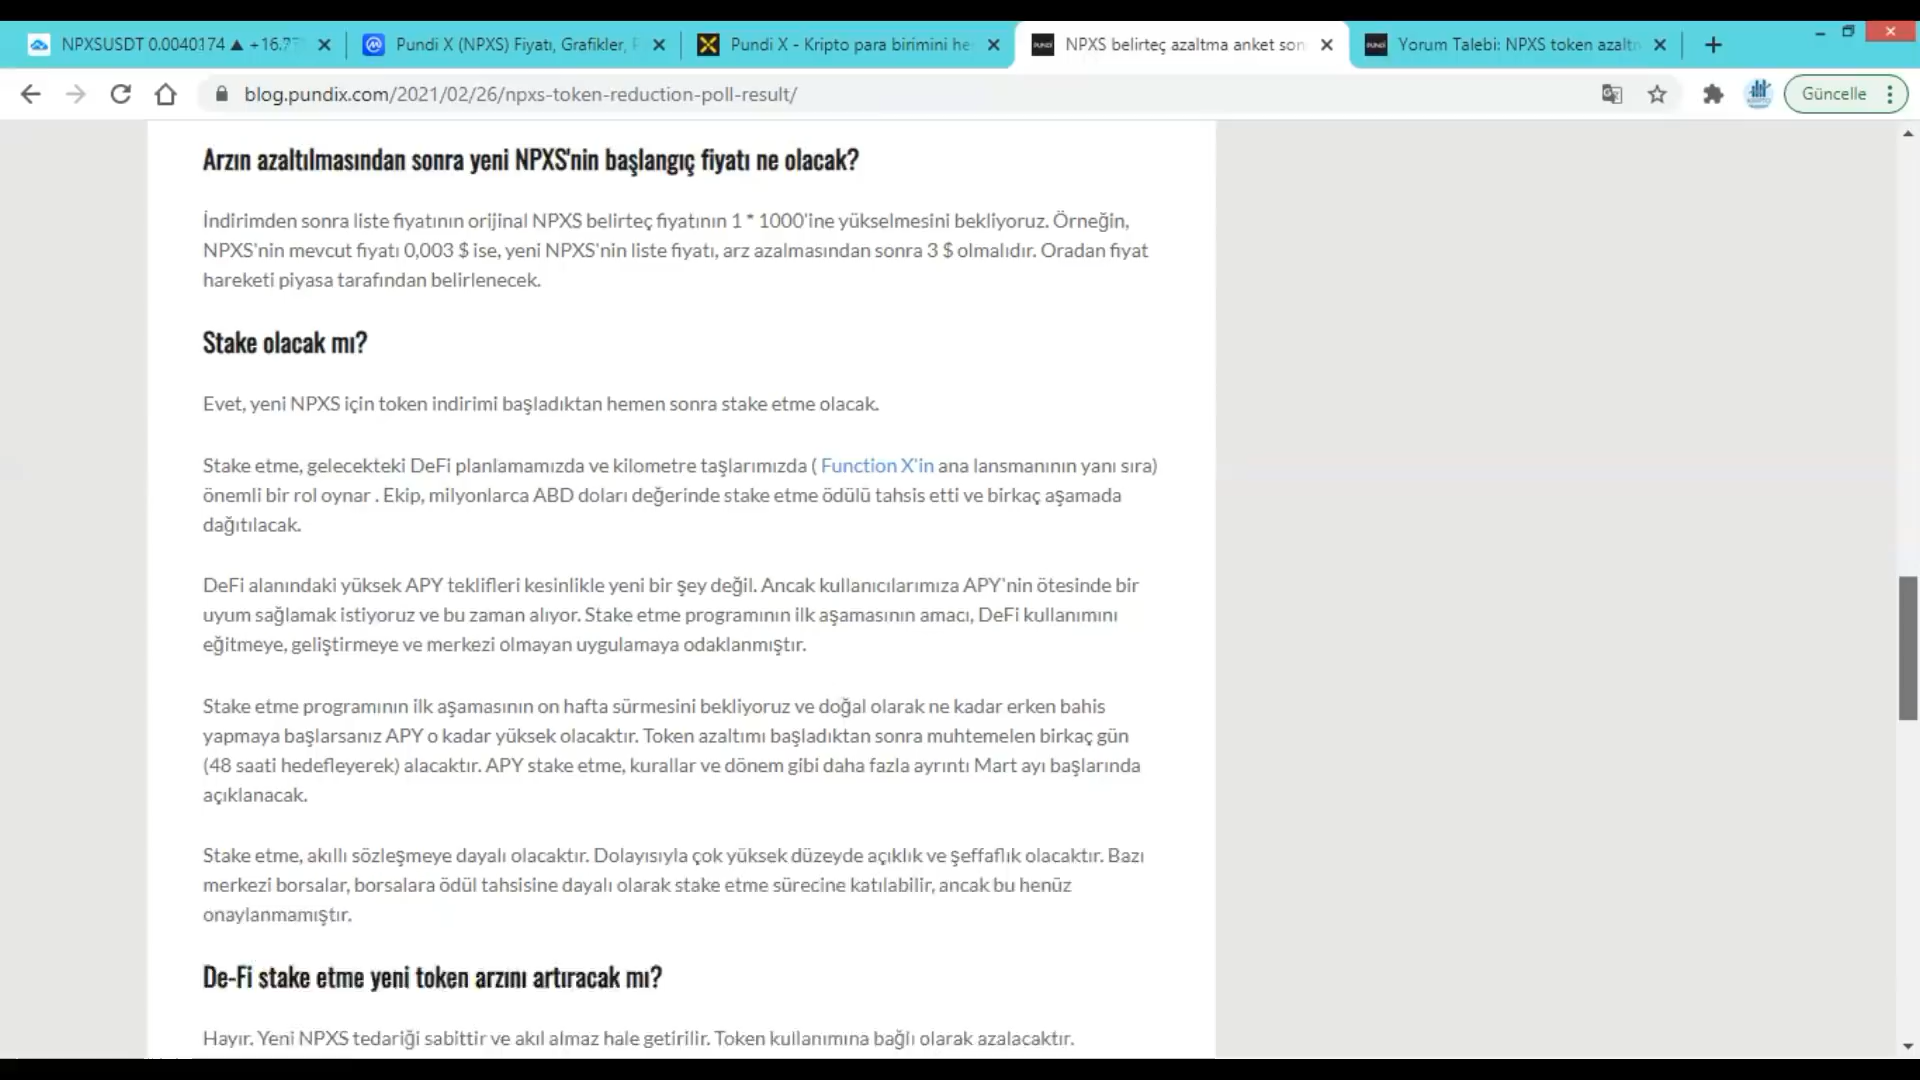 NPXSUSDT 0.0040174 ▲ +16.7
Pundi X (NPXS) Fiyatı, Grafikler,
Pundi X - Kripto para birimini he
NPXS belirteç azaltma anket son
Yorum Talebi: NPXS token azaltm
blog.pundix.com/2021/02/26/npxs-token-reduction-poll-result/
Güncelle
Arzın azaltılmasından sonra yeni NPXS'nin başlangıç fiyatı ne olacak?
İndirimden sonra liste fiyatının orijinal NPXS belirteç fiyatının 1 * 1000'ine yükselmesini bekliyoruz. Örneğin,
NPXS'nin mevcut fiyatı 0,003 $ ise, yeni NPXS'nin liste fiyatı, arz azalmasından sonra 3 $ olmalıdır. Oradan fiyat
hareketi piyasa tarafından belirlenecek.
Stake olacak mı?
Evet, yeni NPXS için token indirimi başladıktan hemen sonra stake etme olacak.
Stake etme, gelecekteki DeFi planlamamızda ve kilometre taşlarımızda ( Function X'in ana lansmanının yanı sıra)
önemli bir rol oynar . Ekip, milyonlarca ABD doları değerinde stake etme ödülü tahsis etti ve birkaç aşamada
dağıtılacak.
DeFi alanındaki yüksek APY teklifleri kesinlikle yeni bir şey değil. Ancak kullanıcılarımıza APY'nin ötesinde bir
uyum sağlamak istiyoruz ve bu zaman alıyor. Stake etme programının ilk aşamasının amacı, DeFi kullanımını
eğitmeye, geliştirmeye ve merkezi olmayan uygulamaya odaklanmıştır.
Stake etme programının ilk aşamasının on hafta sürmesini bekliyoruz ve doğal olarak ne kadar erken bahis
yapmaya başlarsanız APY o kadar yüksek olacaktır. Token azaltımı başladıktan sonra muhtemelen birkaç gün
(48 saati hedefleyerek) alacaktır. APY stake etme, kurallar ve dönem gibi daha fazla ayrıntı Mart ayı başlarında
açıklanacak.
Stake etme, akıllı sözleşmeye dayalı olacaktır. Dolayısıyla çok yüksek düzeyde açıklık ve şeffaflık olacaktır. Bazı
merkezi borsalar, borsalara ödül tahsisine dayalı olarak stake etme sürecine katılabilir, ancak bu henüz
onaylanmamıştır.
De-Fi stake etme yeni token arzını artıracak mı?
Hayır. Yeni NPXS tedariği sabittir ve akıl almaz hale getirilir. Token kullanımına bağlı olarak azalacaktır.